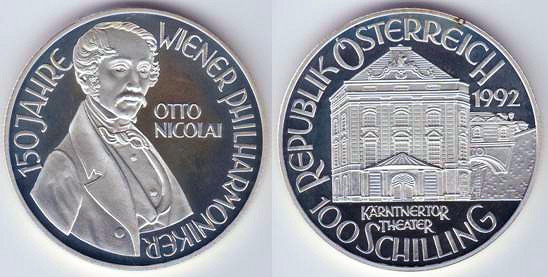 150 JAHRE WIENER PHILHARMONIKER
OTTO
NICOLAI
REPUBLIK ÖSTERREICH
1992
KÄRNTNERTOR
THEATER
100 SCHILLING